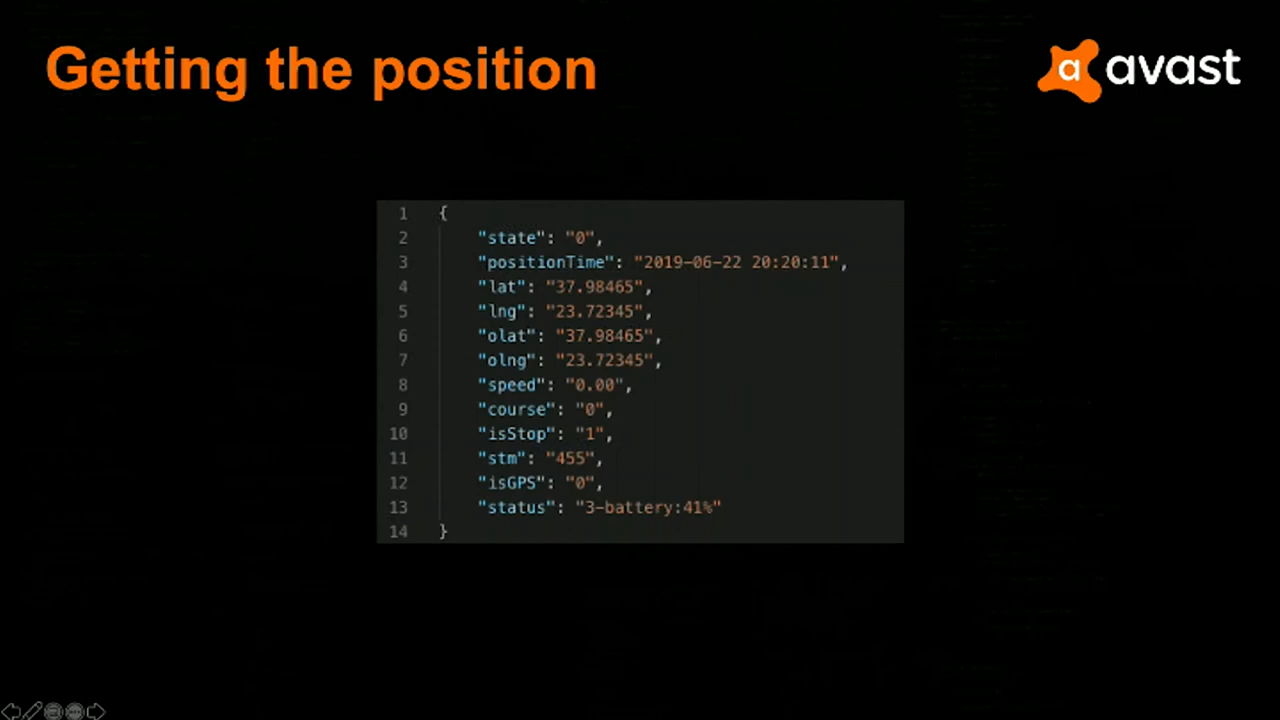 Getting the position
a avast
1 {
2 "state": "0",
3 "positionTime": "2019-06-22 20:20:11",
4 "lat": "37.98465",
5 "lng": "23.72345",
6 "olat": "37.98465",
7 "olng": "23.72345",
8 "speed": "0.00",
9 "course": "0",
10 "isStop": "1",
11 "stm": "455",
12 "isGPS": "0",
13 "status": "3-battery:41%"
14 }